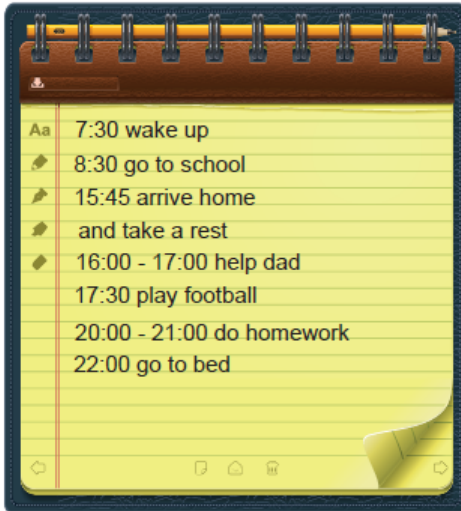 Aa
7:30 wake up
8:30 go to school
15:45 arrive home
and take a rest
16:00 - 17:00 help dad
17:30 play football
20:00 - 21:00 do homework
22:00 go to bed